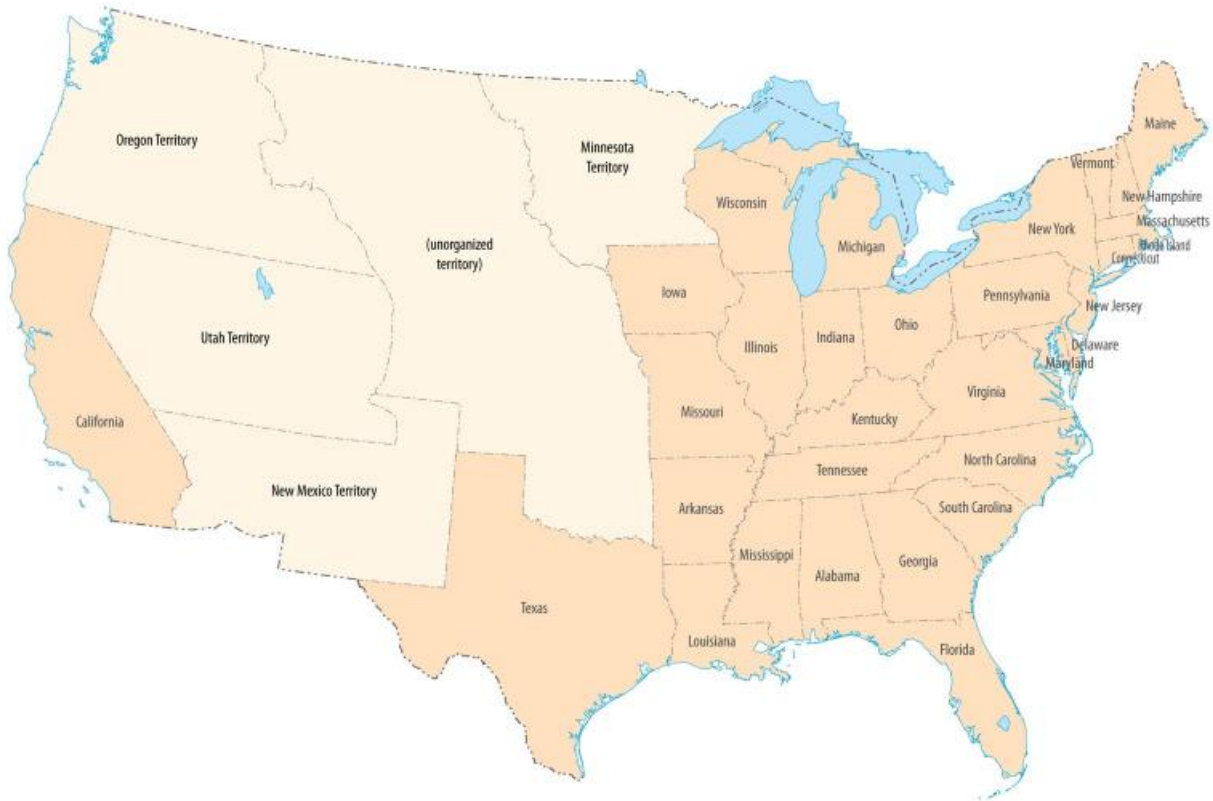 Maine
Oregon Territory
Minnesota
Territory
Vermont
New Hampshire
Wisconsin
Massachusetts
New York
Rhode Island
Michigan
(unorganized
territory)
Connecticut
Iowa
Pennsylvania
New Jersey
Utah Territory
Illinois
Indiana
Ohio
Delaware
Maryland
Virginia
California
Missouri
Kentucky
North Carolina
Tennessee
New Mexico Territory
Arkansas
South Carolina
Mississippi
Alabama
Georgia
Texas
Louisiana
Florida